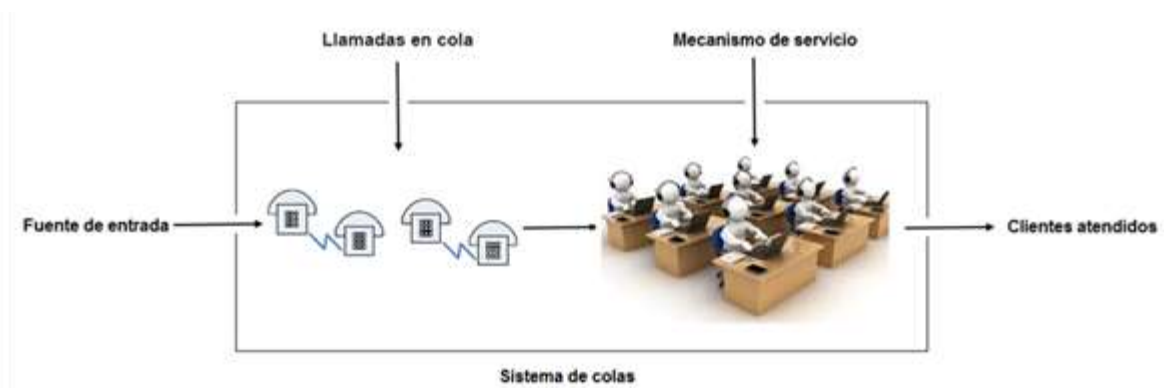 Llamadas en cola
Mecanismo de servicio
Fuente de entrada
Clientes atendidos
Sistema de colas